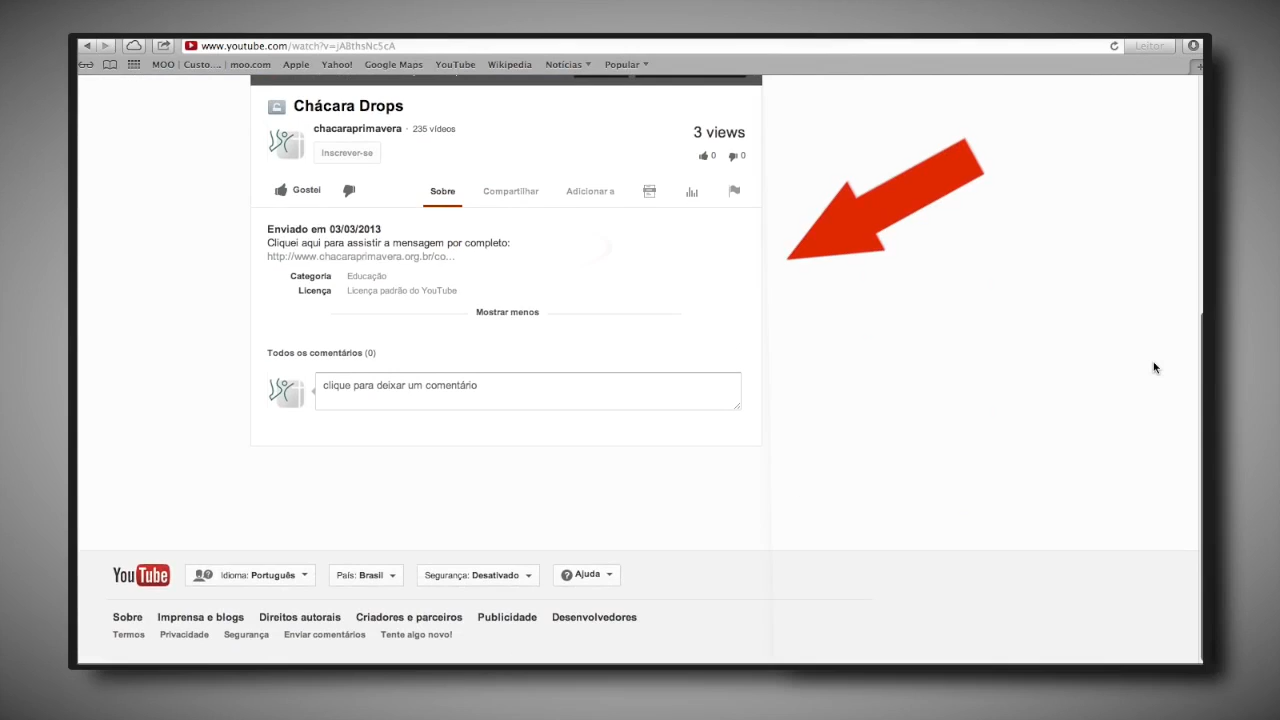 www.youtube.com/watch?v=jABthsNcScA
Leitor
MOO | Custo.... | moo.com Apple Yahoo! Google Maps YouTube Wikipedia Notícias Popular
Chácara Drops
chacaraprimavera · 235 vídeos
3 views
Inscrever-se
0 0
Gostei Sobre Compartilhar Adicionar a
Enviado em 03/03/2013
Cliquei aqui para assistir a mensagem por completo:
http://www.chacaraprimavera.org.br/co...
Categoria Educação
Licença Licença padrão do YouTube
Mostrar menos
Todos os comentários (0)
clique para deixar um comentário
YouTube Idioma: Português País: Brasil Segurança: Desativado Ajuda
Sobre Imprensa e blogs Direitos autorais Criadores e parceiros Publicidade Desenvolvedores
Termos Privacidade Segurança Enviar comentários Tente algo novo!